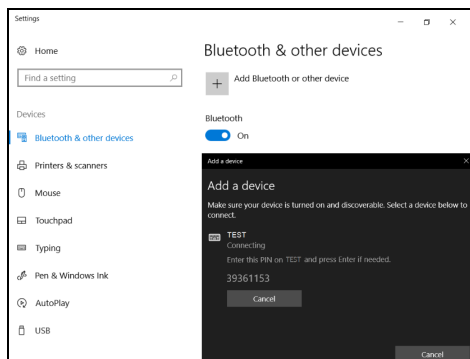 Settings
Home
Find a setting
Devices
Bluetooth & other devices
Printers & scanners
Mouse
Touchpad
Typing
Pen & Windows Ink
AutoPlay
USB
Bluetooth & other devices
Add Bluetooth or other device
Bluetooth
On
Add a device
Add a device
Make sure your device is turned on and discoverable. Select a device below to
connect.
TEST
Connecting
Enter this PIN on TEST and press Enter if needed.
39361153
Cancel
Cancel